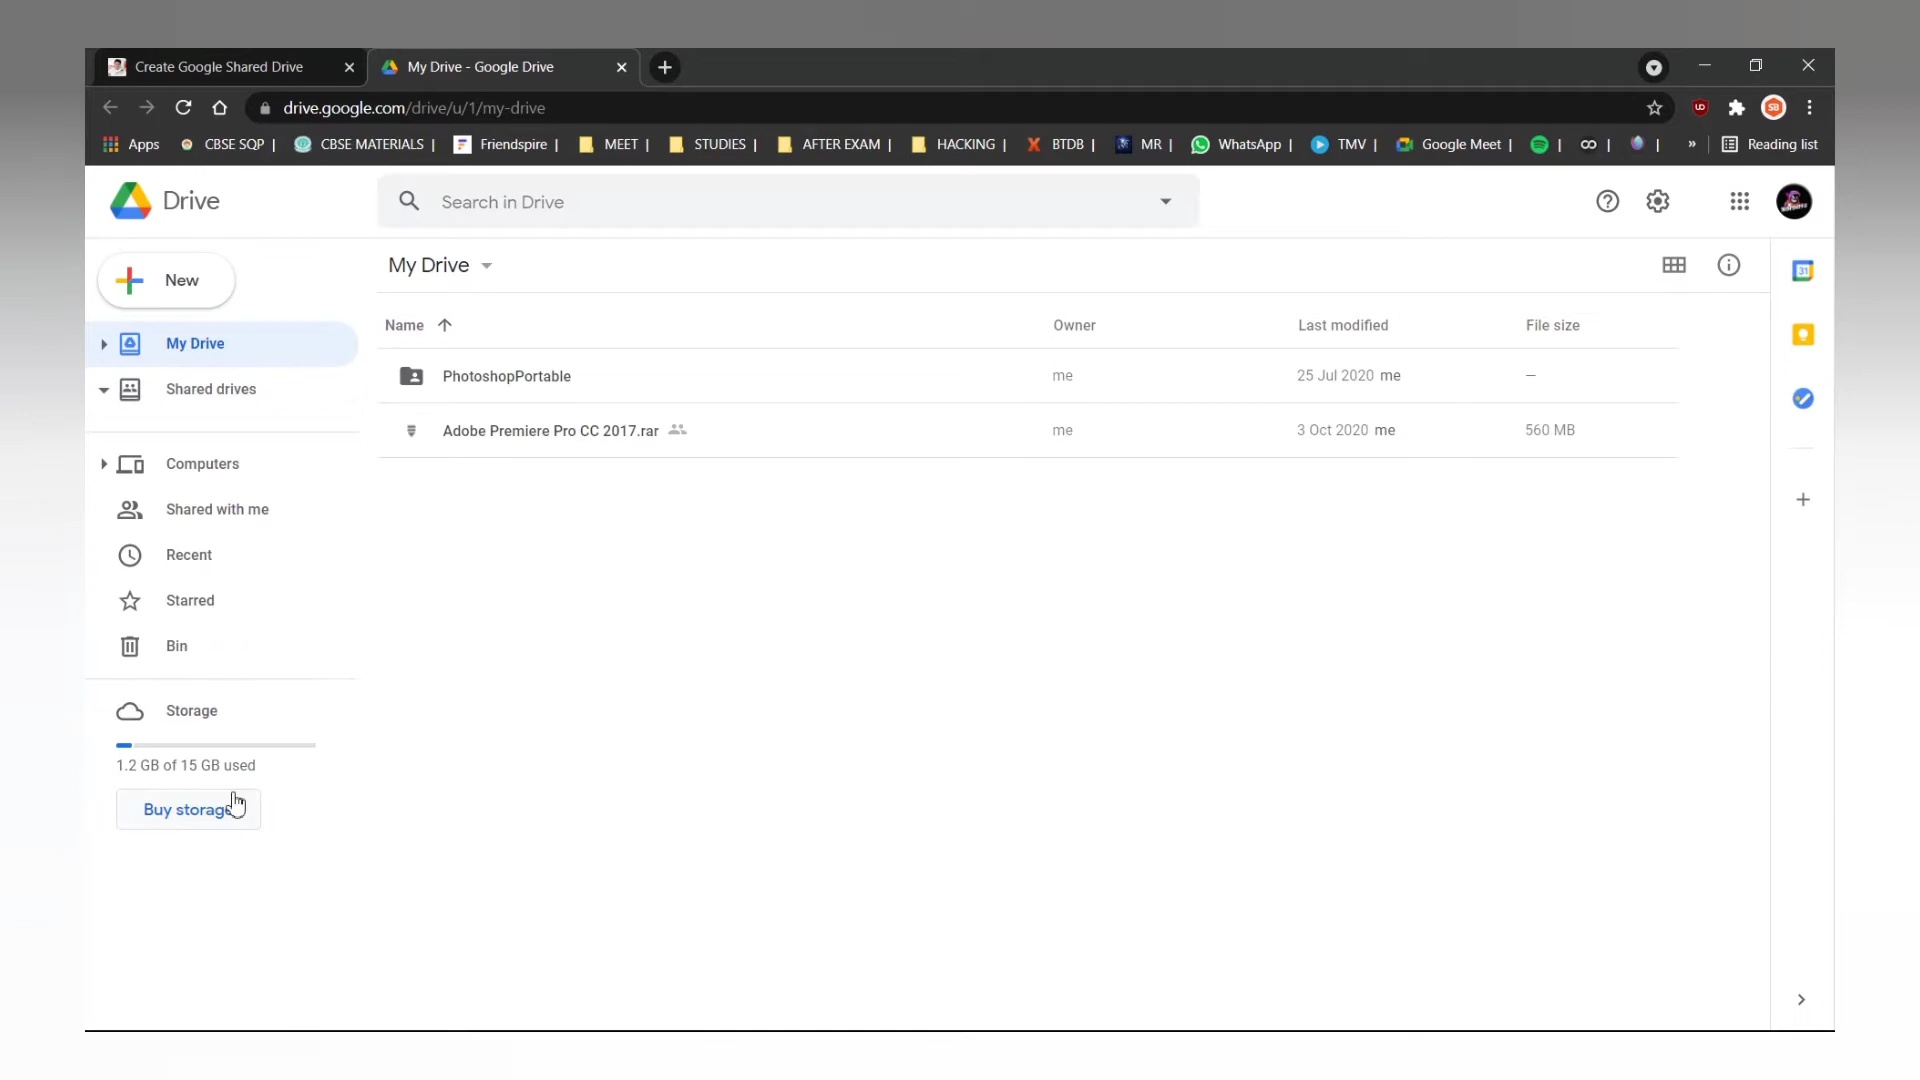 Create Google Shared Drive
My Drive - Google Drive
drive.google.com/drive/u/1/my-drive
Apps CBSE SQP | CBSE MATERIALS | Friendspire | MEET | STUDIES | AFTER EXAM | HACKING | BTDB | MR | WhatsApp | TMV | Google Meet | | | | » Reading list
Drive
Search in Drive
New
My Drive
Shared drives
Computers
Shared with me
Recent
Starred
Bin
Storage
1.2 GB of 15 GB used
Buy storage
My Drive
Name Owner Last modified File size
PhotoshopPortable me 25 Jul 2020 me —
Adobe Premiere Pro CC 2017.rar me 3 Oct 2020 me 560 MB
31
UD
SB